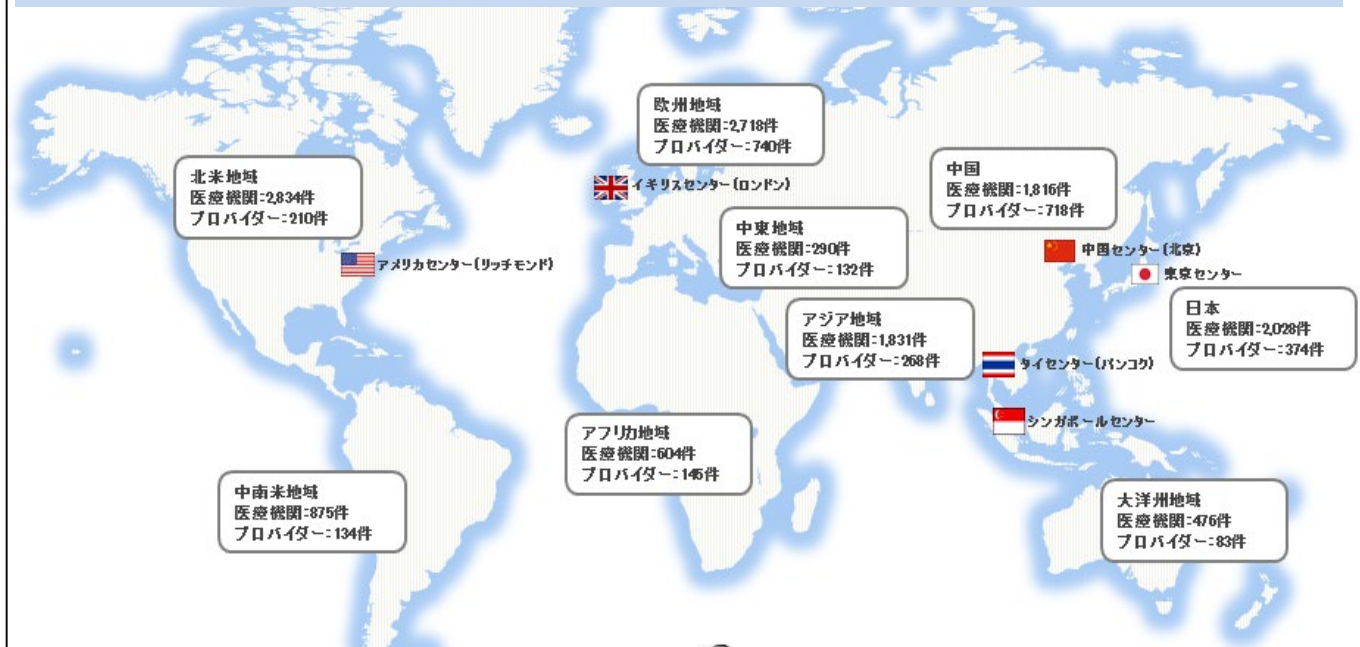 欧州地域
医療機関:2,718件
プロバイダー:740件
イギリスセンター(ロンドン)
北米地域
医療機関:2,834件
プロバイダー:210件
アメリカセンター(リッチモンド)
中国
医療機関:1,816件
プロバイダー:718件
中国センター(北京)
東京センター
中東地域
医療機関:290件
プロバイダー:132件
日本
医療機関:2,028件
プロバイダー:374件
アジア地域
医療機関:1,831件
プロバイダー:268件
タイセンター(バンコク)
シンガポールセンター
アフリカ地域
医療機関:604件
プロバイダー:145件
中南米地域
医療機関:875件
プロバイダー:134件
大洋州地域
医療機関:476件
プロバイダー:83件